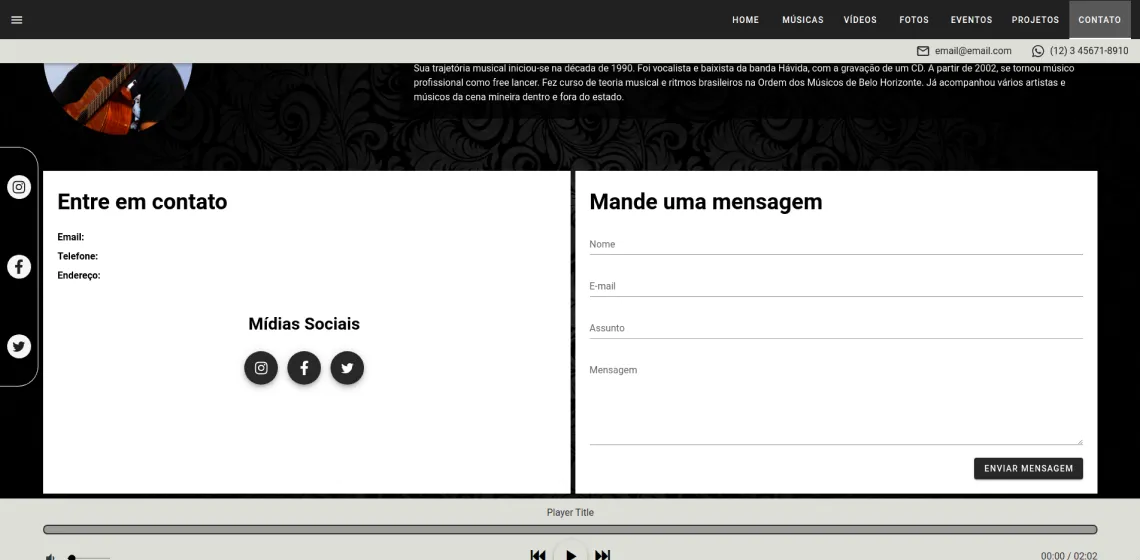 HOME MÚSICAS VÍDEOS FOTOS EVENTOS PROJETOS CONTATO
email@email.com (12) 3 45671-8910
Sua trajetória musical iniciou-se na década de 1990. Foi vocalista e baixista da banda Hávida, com a gravação de um CD. A partir de 2002, se tornou músico
profissional como free lancer. Fez curso de teoria musical e ritmos brasileiros na Ordem dos Músicos de Belo Horizonte. Já acompanhou vários artistas e
músicos da cena mineira dentro e fora do estado.
Entre em contato
Email:
Telefone:
Endereço:
Mídias Sociais
Mande uma mensagem
Nome
E-mail
Assunto
Mensagem
ENVIAR MENSAGEM
Player Title
00:00 / 02:02